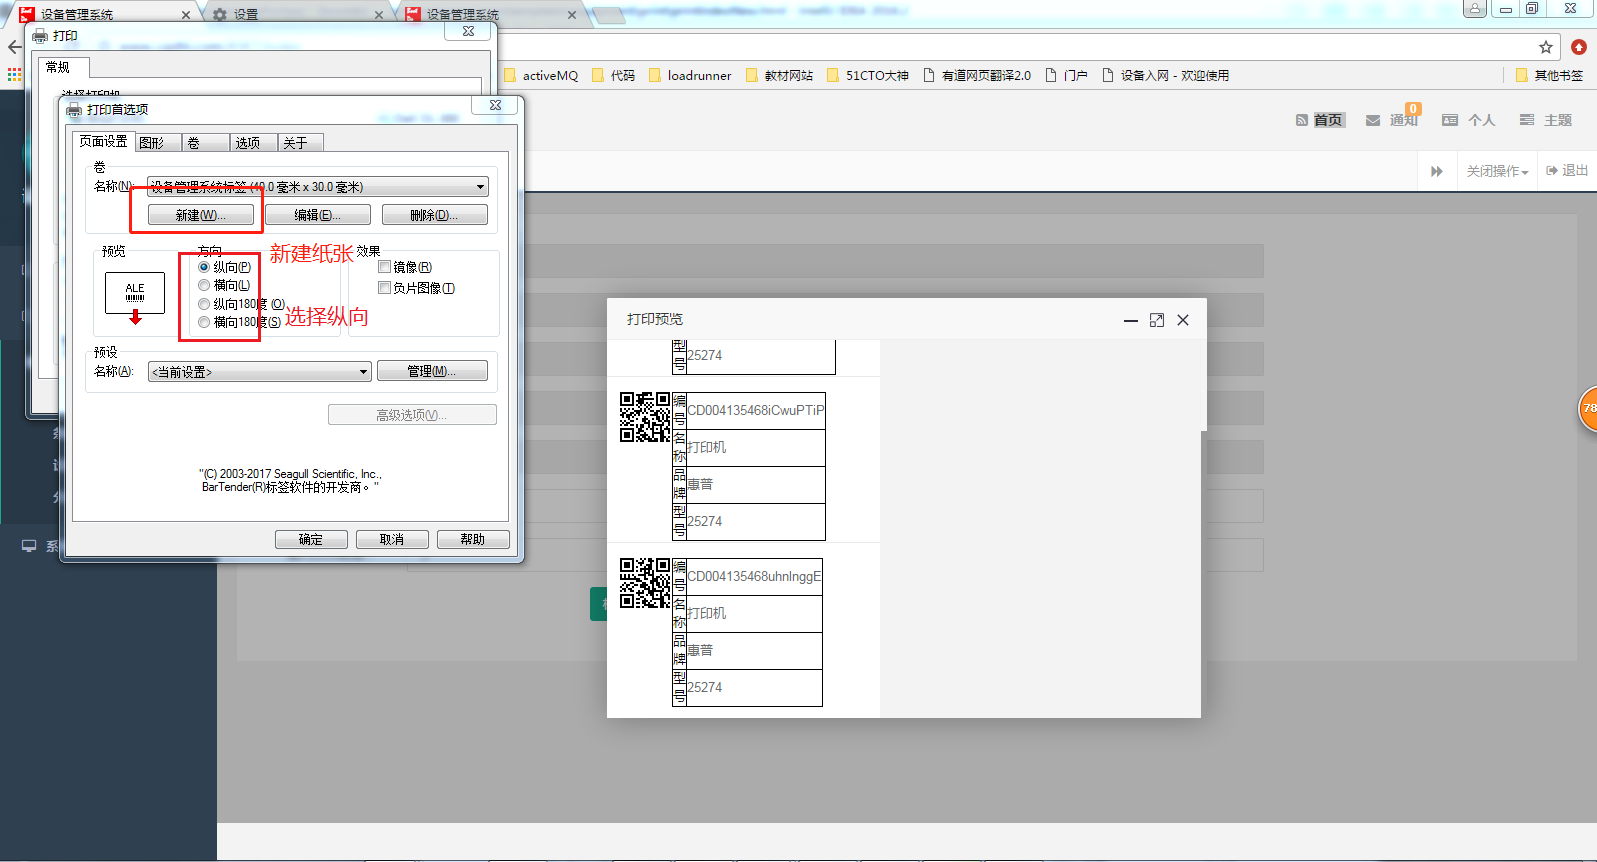 设备管理系统
设置
设备管理系统
打印
常规
选择打印机
activeMQ
代码
loadrunner
教材网站
51CTO大神
有道网页翻译2.0
门户
设备入网 - 欢迎使用
其他书签
打印首选项
页面设置
图形
卷
选项
关于
卷
名称(N):
设备管理系统标签 (40.0 毫米 x 30.0 毫米)
新建(W)...
编辑(E)...
删除(D)...
新建纸张
预览
ALE
方向
纵向(P)
横向(L)
纵向180度 (O)
横向180度(S)
选择纵向
效果
镜像(R)
负片图像(T)
预设
名称(A):
<当前设置>
管理(M)...
高级选项(V)...
"(C) 2003-2017 Seagull Scientific, Inc.,
BarTender(R)标签软件的开发商。"
确定
取消
帮助
首页
通知
0
个人
主题
关闭操作
退出
78
打印预览
型号
25274
编号
CD004135468iCwuPTiP
名称
打印机
品牌
惠普
型号
25274
编号
CD004135468uhnlnggE
名称
打印机
品牌
惠普
型号
25274
系